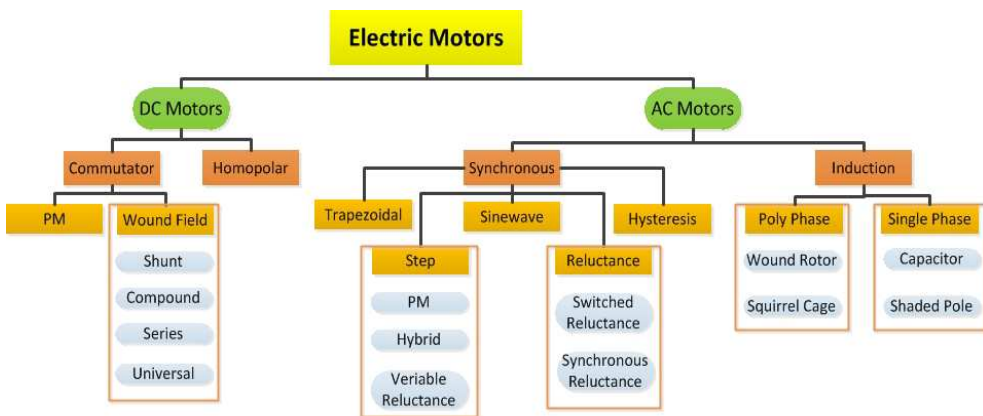 Electric Motors
DC Motors
AC Motors
Commutator
Homopolar
Synchronous
Induction
PM
Wound Field
Trapezoidal
Sinewave
Hysteresis
Poly Phase
Single Phase
Shunt
Compound
Series
Universal
Step
PM
Hybrid
Veriable
Reluctance
Reluctance
Switched
Reluctance
Synchronous
Reluctance
Wound Rotor
Squirrel Cage
Capacitor
Shaded Pole